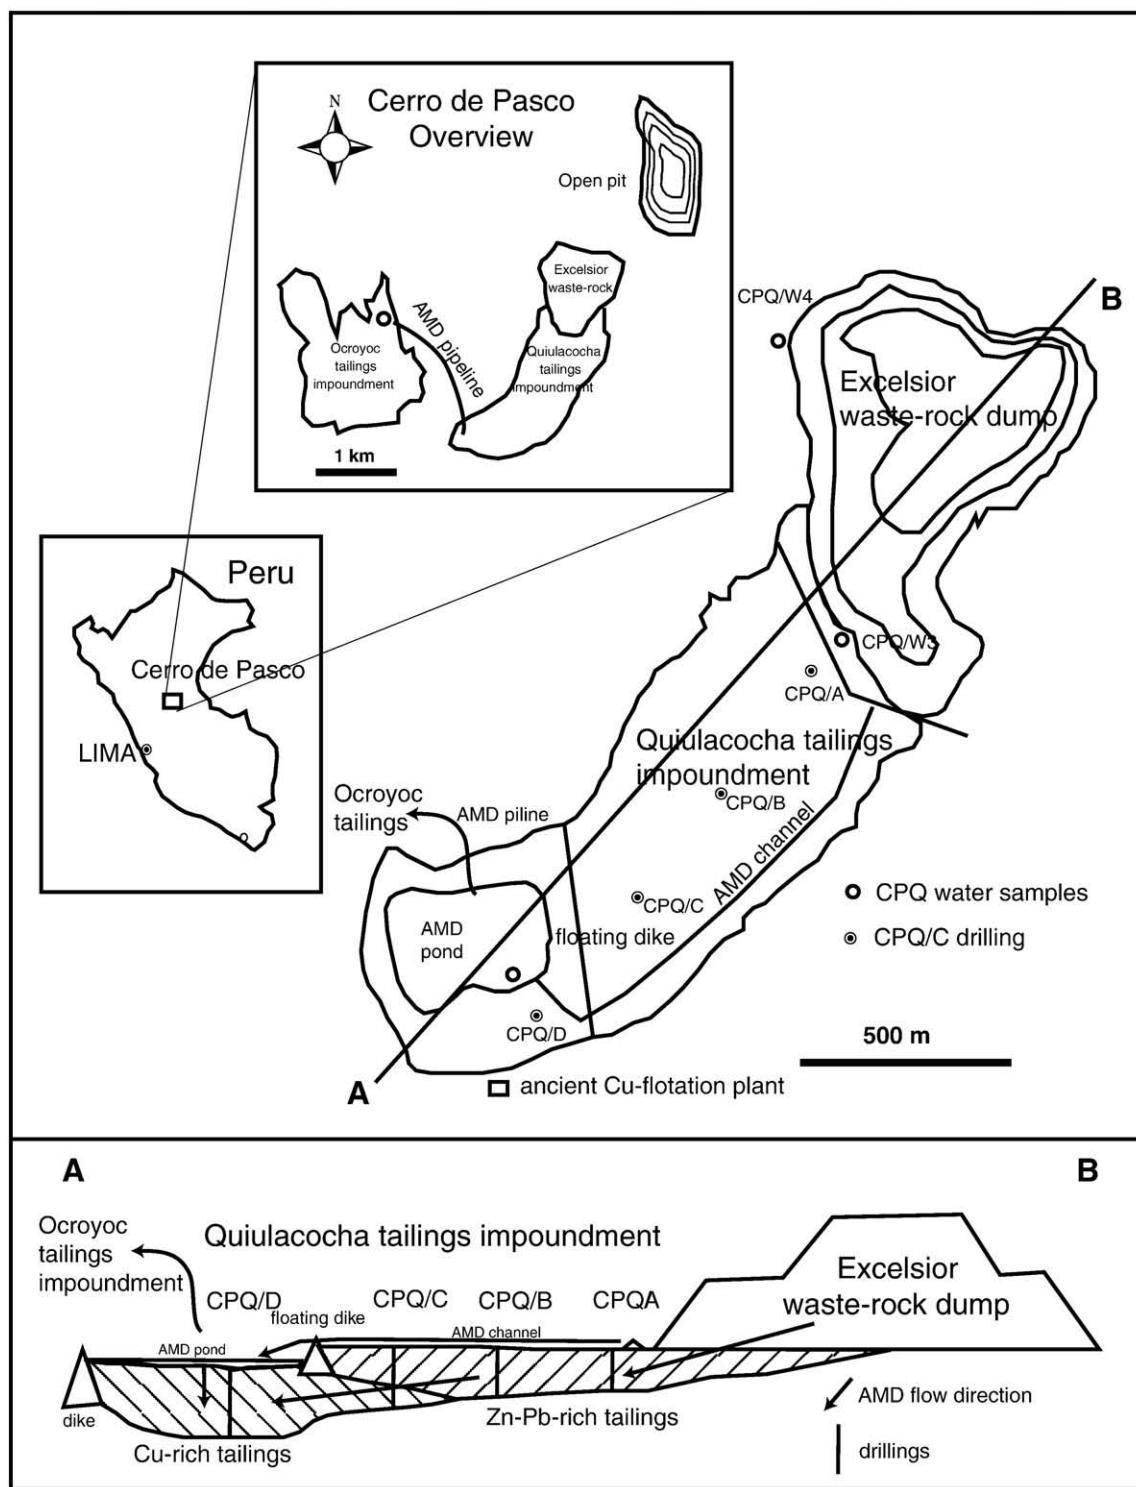 N
Cerro de Pasco
Overview
Open pit
Excelsior
waste-rock
AMD pipeline
Ocroyoc
tailings
impoundment
Quiulacocha
tailings
impoundment
1 km
CPQ/W4
B
Excelsior
waste-rock dump
Peru
Cerro de Pasco
LIMA
CPQ/W3
CPQ/A
Quiulacocha tailings
impoundment
CPQ/B
Ocroyoc
tailings
AMD piline
AMD channel
CPQ/C
AMD
pond
floating dike
CPQ water samples
CPQ/C drilling
CPQ/D
500 m
A
ancient Cu-flotation plant
A
B
Ocroyoc
tailings
impoundment
Quiulacocha tailings impoundment
CPQ/D
floating dike
CPQ/C
CPQ/B
CPQA
Excelsior
waste-rock dump
AMD pond
AMD channel
dike
Zn-Pb-rich tailings
Cu-rich tailings
AMD flow direction
drillings